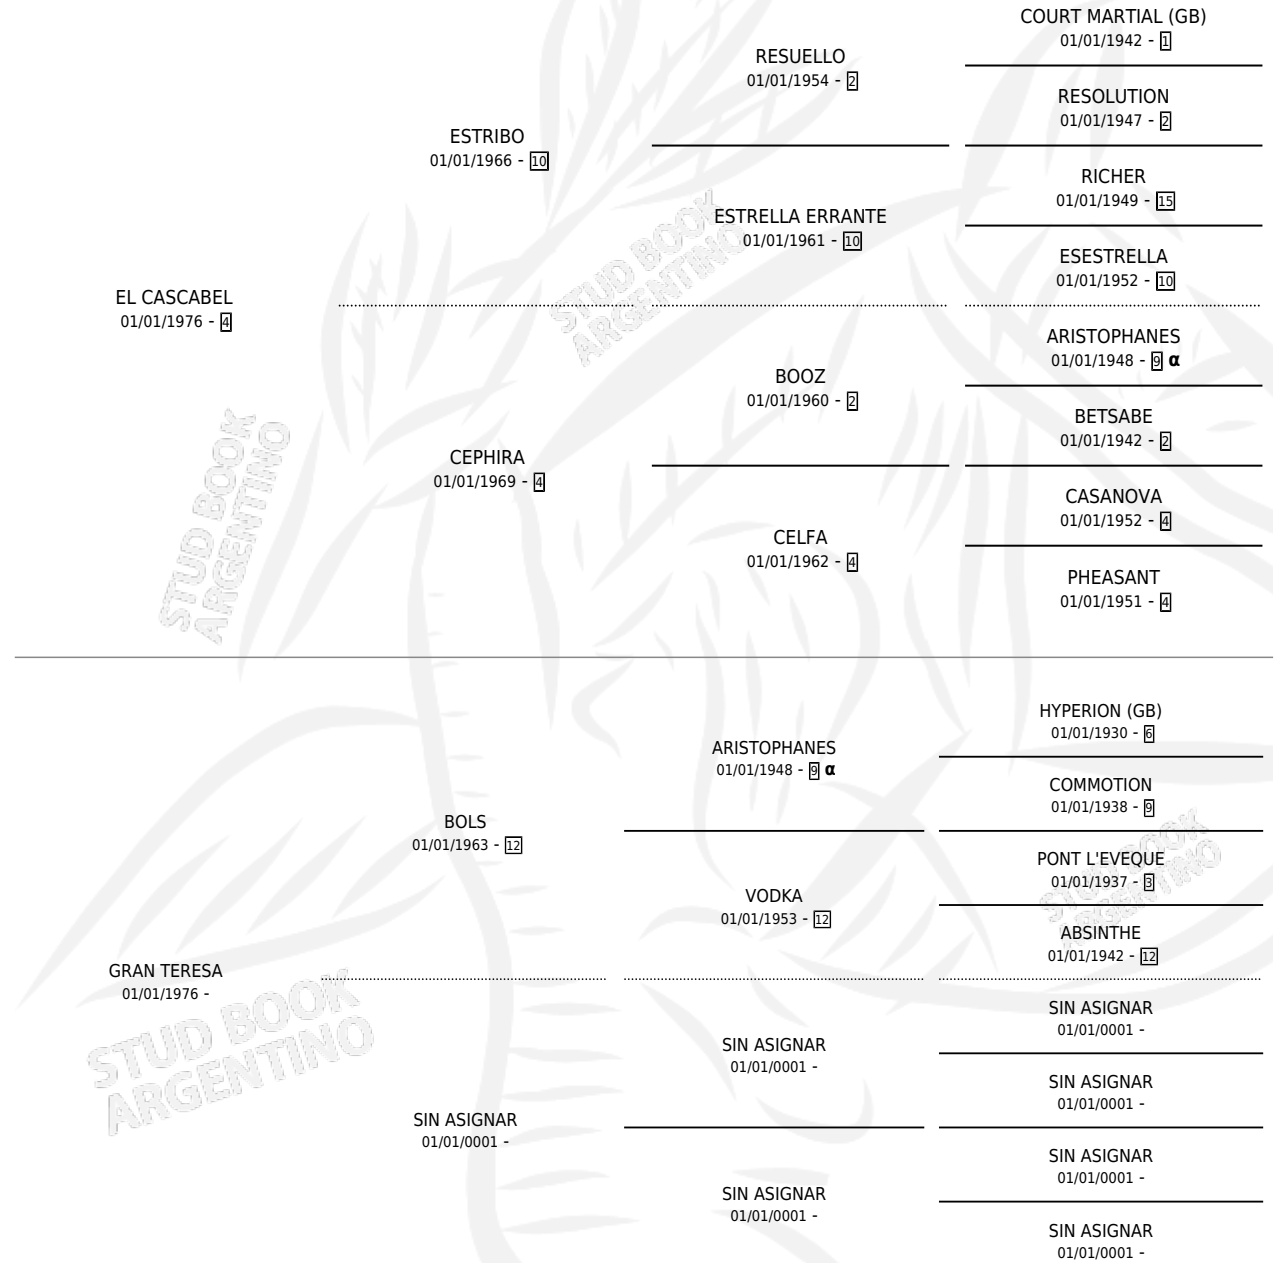 COURT MARTIAL (GB)
01/01/1942 - 1
RESUELLO
01/01/1954 - 2
RESOLUTION
01/01/1947 - 2
ESTRIBO
01/01/1966 - 10
RICHER
01/01/1949 - 15
ESTRELLA ERRANTE
01/01/1961 - 10
ESESTRELLA
01/01/1952 - 10
STUD BOOK
ARGENTINO
EL CASCABEL
01/01/1976 - 4
ARISTOPHANES
01/01/1948 - 9 α
BOOZ
01/01/1960 - 2
BETSABE
01/01/1942 - 2
CEPHIRA
01/01/1969 - 4
CASANOVA
01/01/1952 - 4
CELFA
01/01/1962 - 4
PHEASANT
01/01/1951 - 4
STUD BOOK
ARGENTINO
HYPERION (GB)
01/01/1930 - 6
ARISTOPHANES
01/01/1948 - 9 α
COMMOTION
01/01/1938 - 9
BOLS
01/01/1963 - 12
PONT L'EVEQUE
01/01/1937 - 3
VODKA
01/01/1953 - 12
ABSINTHE
01/01/1942 - 12
STUD BOOK
ARGENTINO
GRAN TERESA
01/01/1976 -
SIN ASIGNAR
01/01/0001 -
SIN ASIGNAR
01/01/0001 -
SIN ASIGNAR
01/01/0001 -
STUD BOOK
ARGENTINO
SIN ASIGNAR
01/01/0001 -
SIN ASIGNAR
01/01/0001 -
SIN ASIGNAR
01/01/0001 -
SIN ASIGNAR
01/01/0001 -